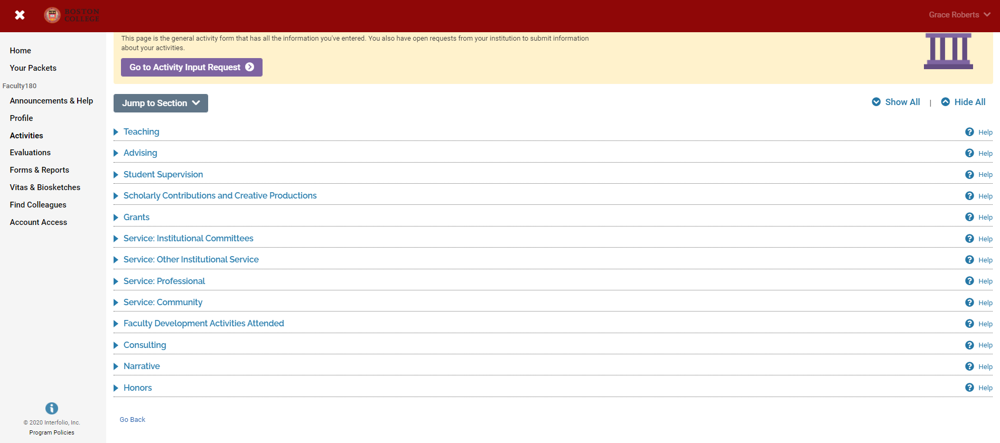 BOSTON
COLLEGE
Grace Roberts
Home
Your Packets
Faculty180
Announcements & Help
Profile
Activities
Evaluations
Forms & Reports
Vitas & Biosketches
Find Colleagues
Account Access
© 2020 Interfolio, Inc.
Program Policies
This page is the general activity form that has all the information you've entered. You also have open requests from your institution to submit information
about your activities.
Go to Activity Input Request
Jump to Section
Show All | Hide All
Teaching Help
Advising Help
Student Supervision Help
Scholarly Contributions and Creative Productions Help
Grants Help
Service: Institutional Committees Help
Service: Other Institutional Service Help
Service: Professional Help
Service: Community Help
Faculty Development Activities Attended Help
Consulting Help
Narrative Help
Honors Help
Go Back